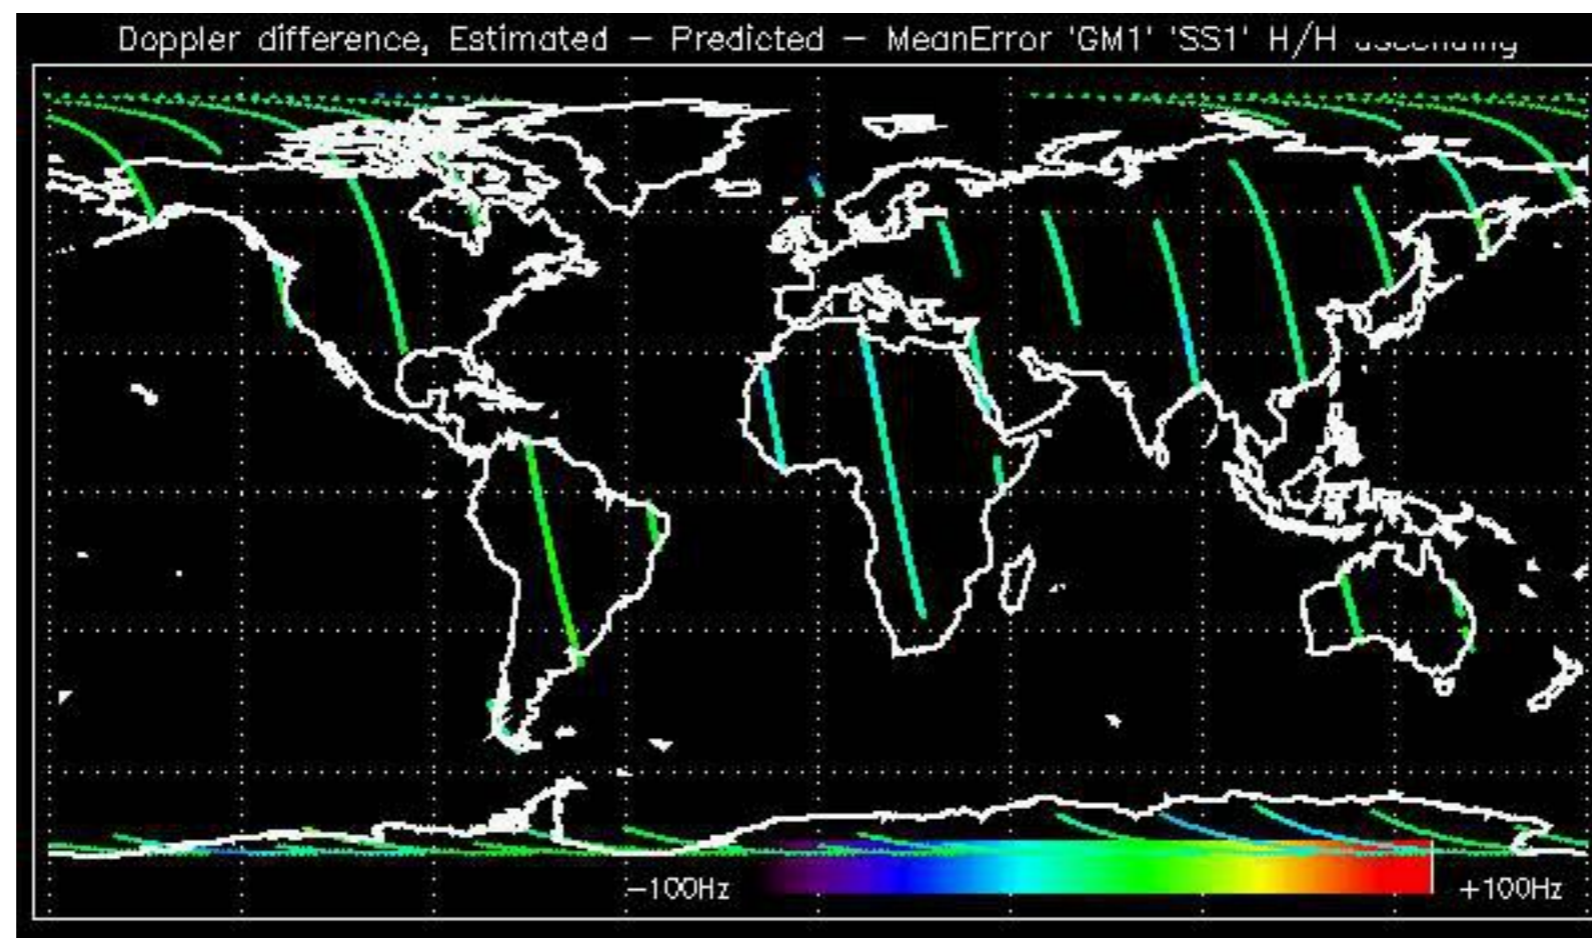 Doppler difference, Estimated – Predicted – MeanError 'GM1' 'SS1' H/H
-100Hz
+100Hz